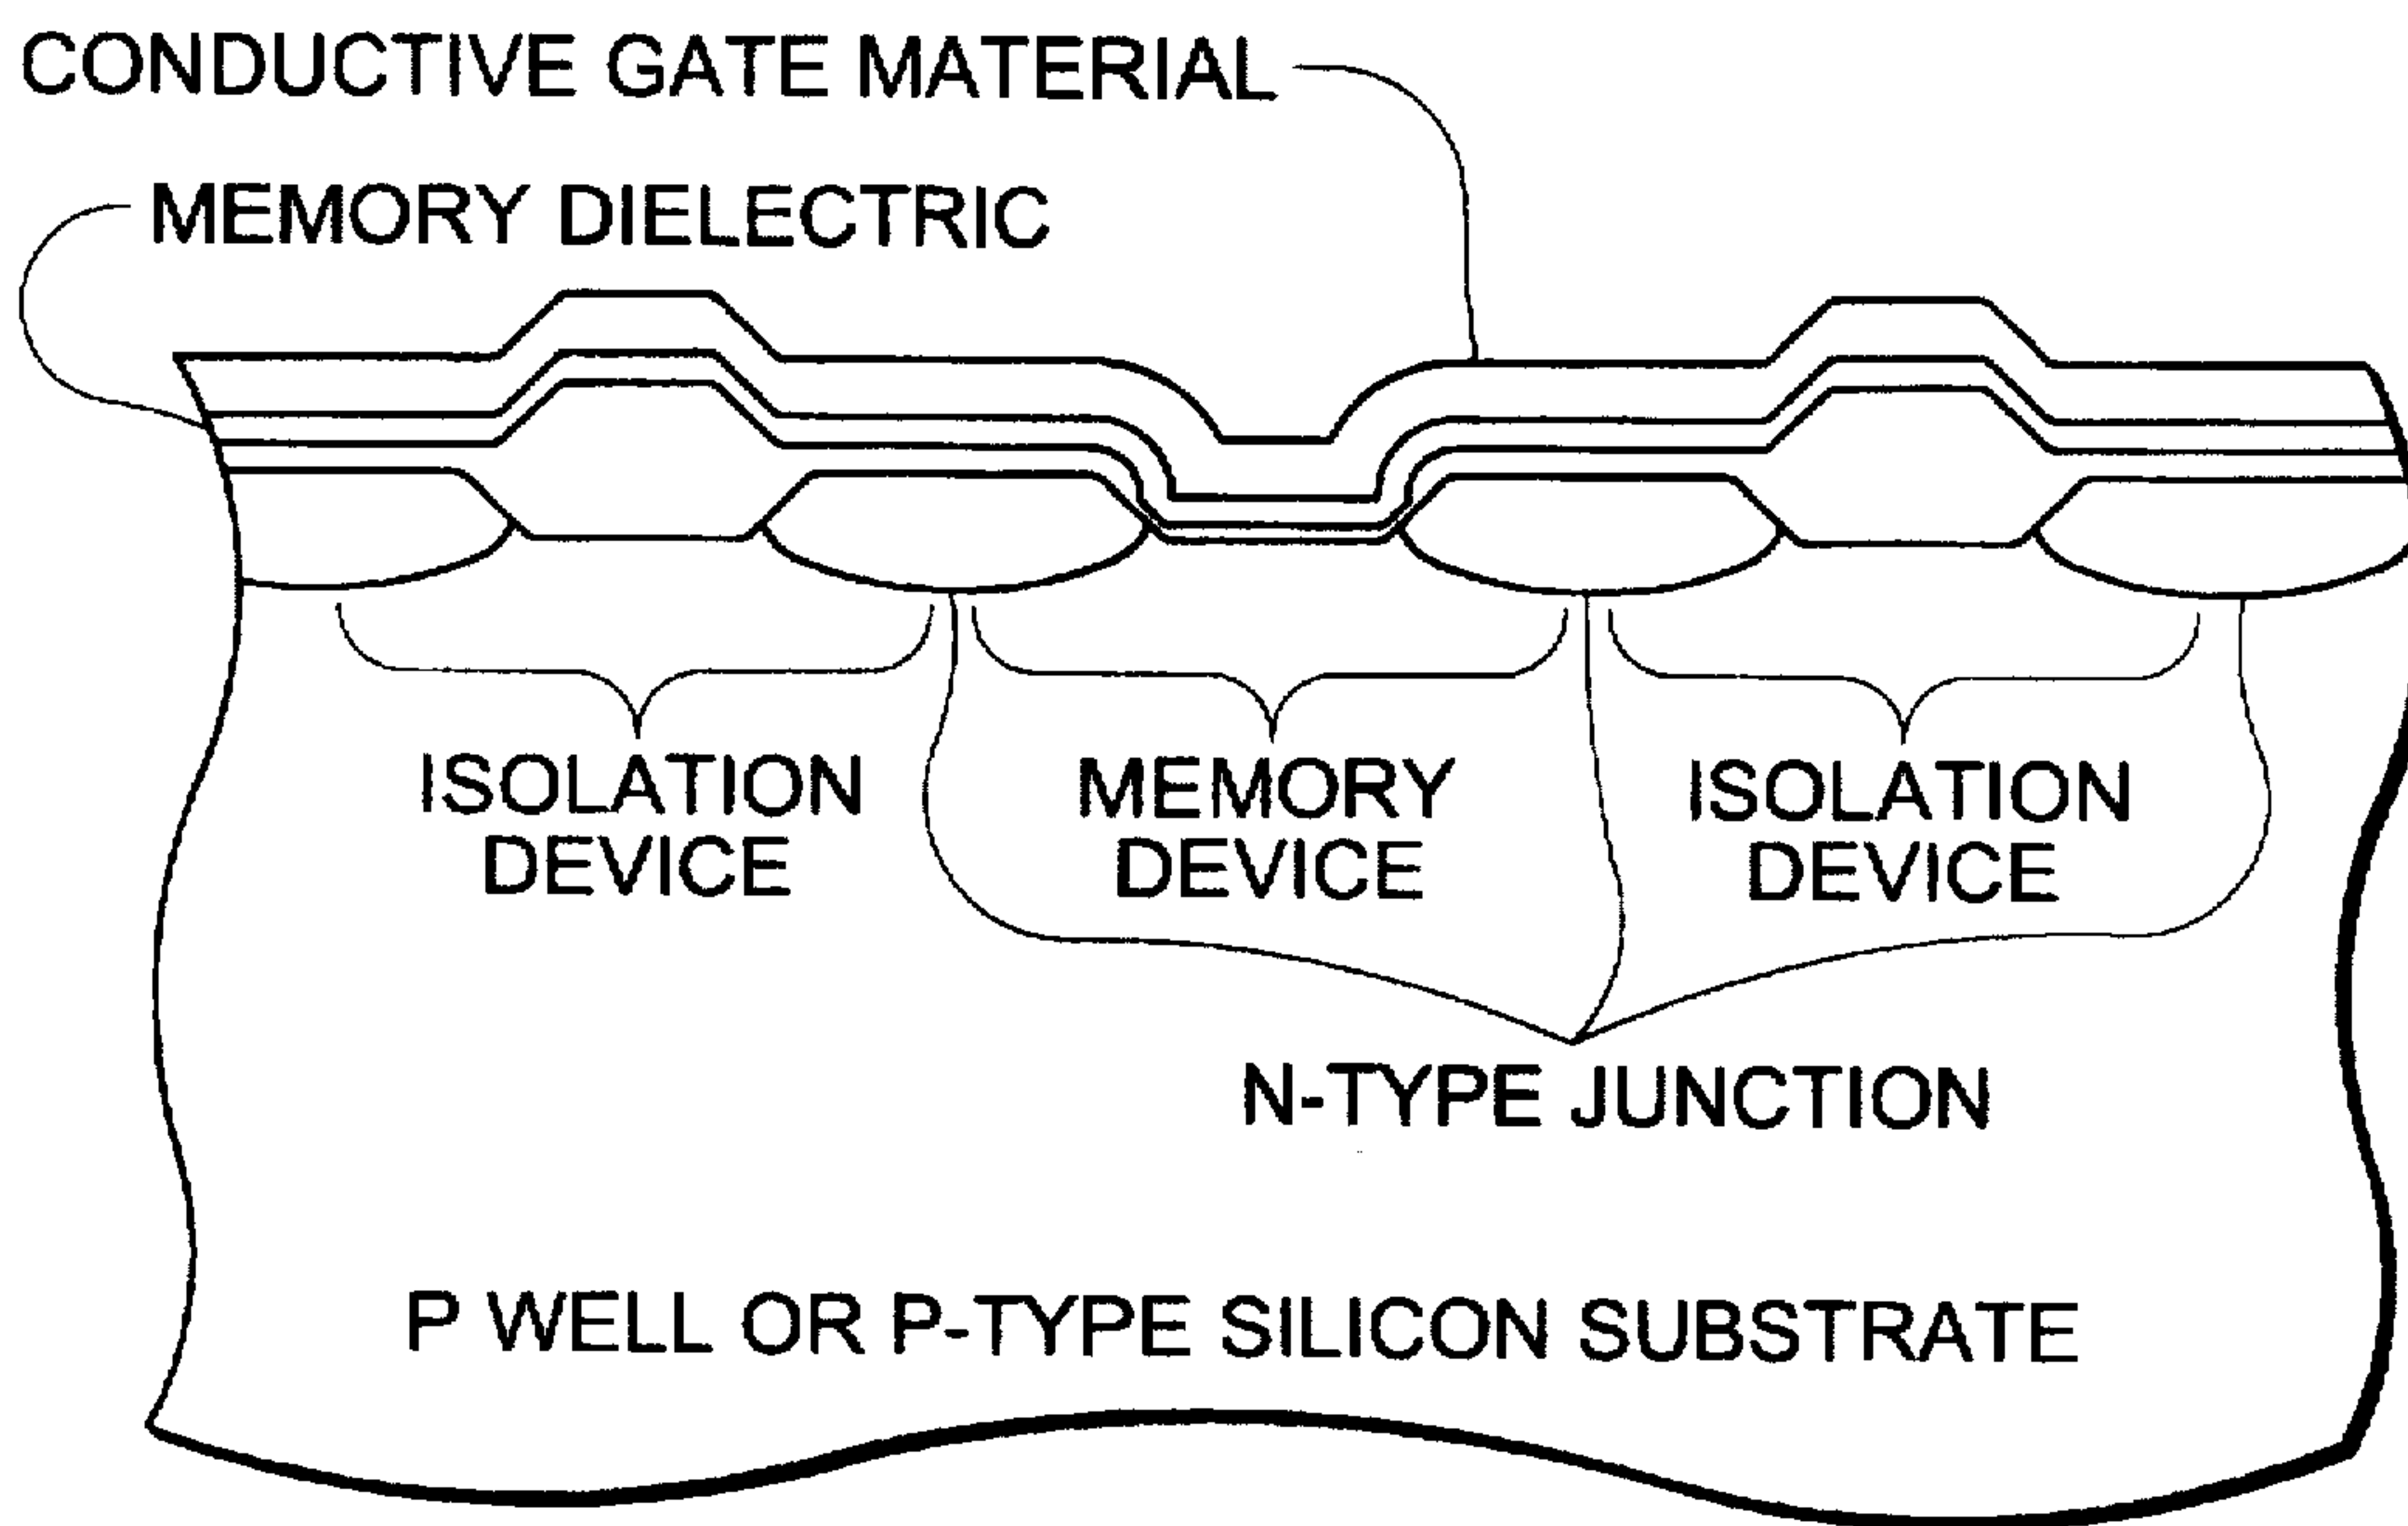 CONDUCTIVE GATE MATERIAL
MEMORY DIELECTRIC
ISOLATION
DEVICE
MEMORY
DEVICE
ISOLATION
DEVICE
N-TYPE JUNCTION
P WELL OR P-TYPE SILICON SUBSTRATE